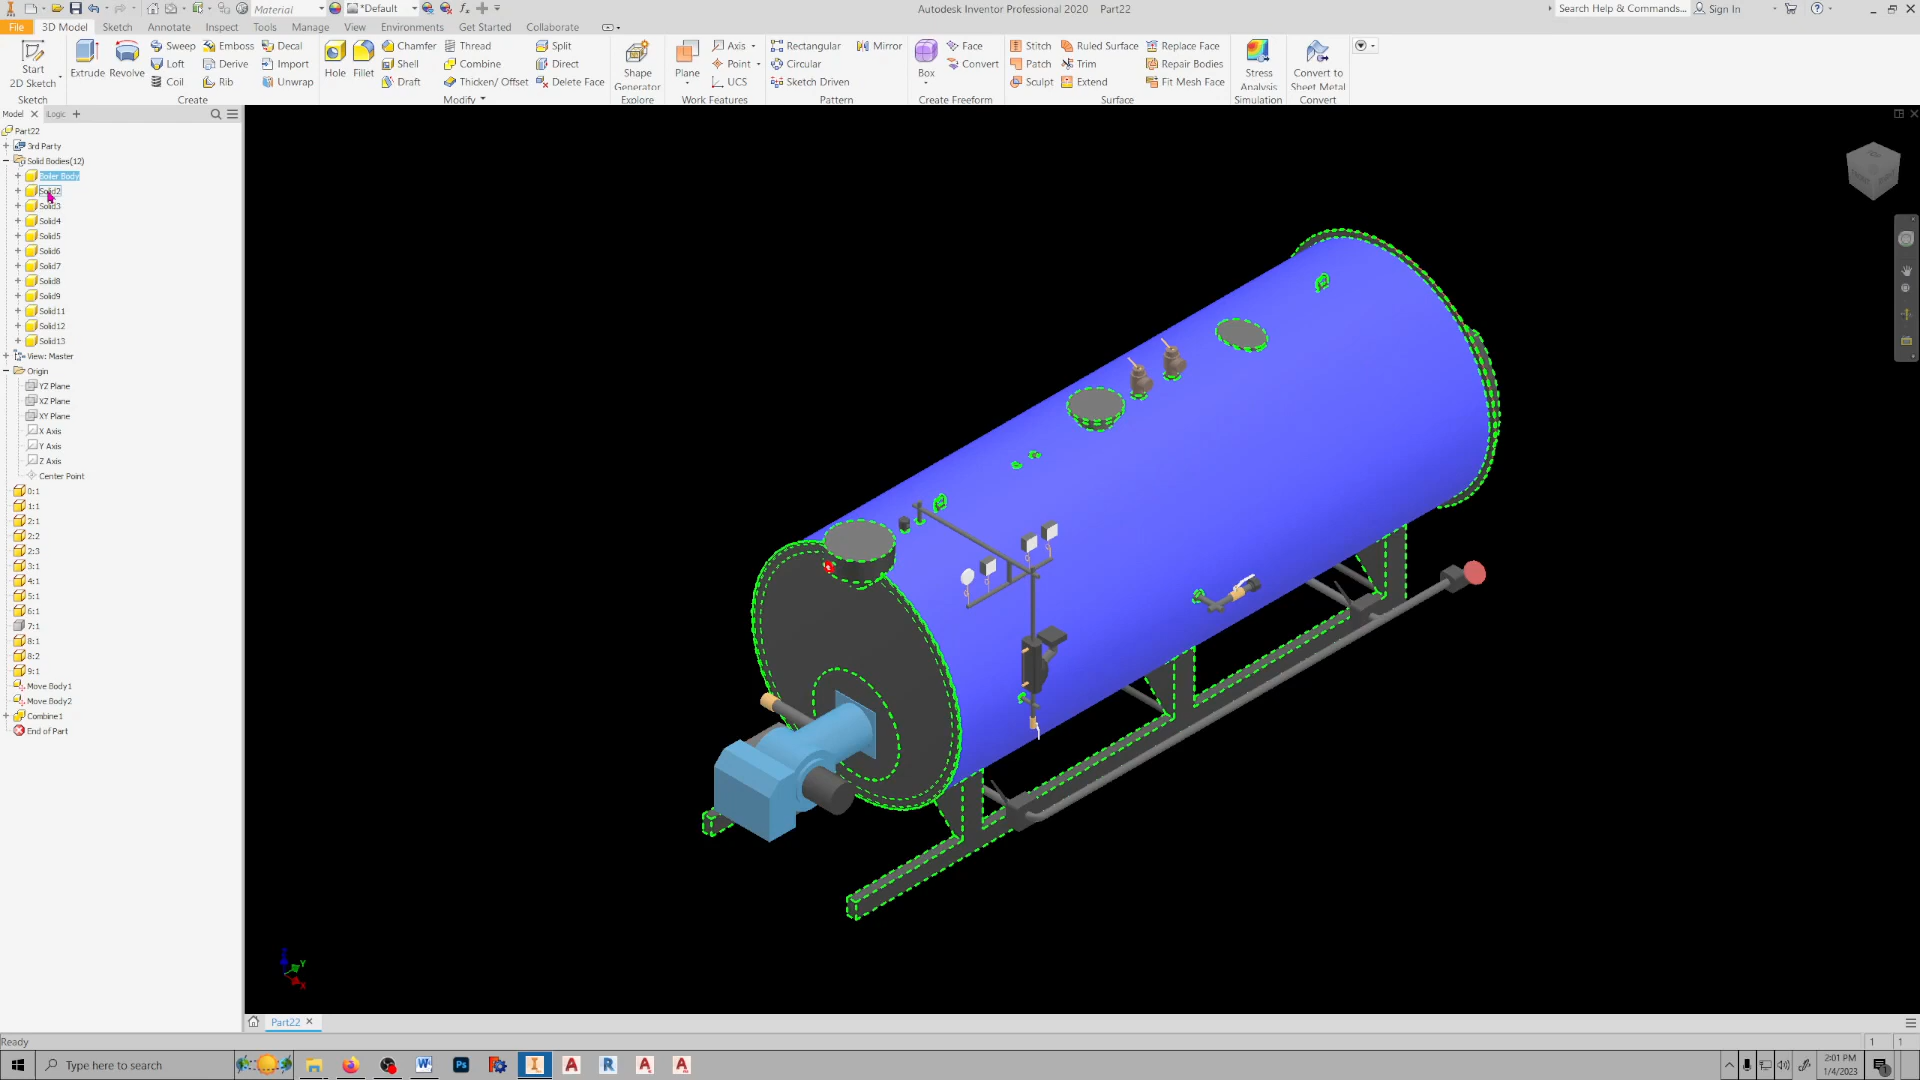 Material
*Default
Autodesk Inventor Professional 2020 Part22
Search Help & Commands...
Sign In
File 3D Model Sketch Annotate Inspect Tools Manage View Environments Get Started Collaborate
Start
2D Sketch
Sketch
Extrude
Revolve
Sweep
Emboss
Decal
Loft
Derive
Import
Coil
Rib
Unwrap
Create
Hole
Fillet
Chamfer
Thread
Split
Shell
Combine
Direct
Draft
Thicken/ Offset
Delete Face
Modify
Shape
Generator
Explore
Plane
Axis
Point
UCS
Work Features
Rectangular
Mirror
Circular
Sketch Driven
Pattern
Box
Face
Convert
Create Freeform
Stitch
Ruled Surface
Replace Face
Patch
Trim
Repair Bodies
Sculpt
Extend
Fit Mesh Face
Surface
Stress
Analysis
Simulation
Convert to
Sheet Metal
Convert
Model
iLogic
Part22
3rd Party
Solid Bodies(12)
Boiler Body
Solid2
Solid3
Solid4
Solid5
Solid6
Solid7
Solid8
Solid9
Solid11
Solid12
Solid13
View: Master
Origin
YZ Plane
XZ Plane
XY Plane
X Axis
Y Axis
Z Axis
Center Point
0:1
1:1
2:1
2:2
2:3
3:1
4:1
5:1
6:1
7:1
8:1
8:2
9:1
Move Body1
Move Body2
Combine1
End of Part
Y
X
Part22
Ready
1 1
Type here to search
2:01 PM
1/4/2023